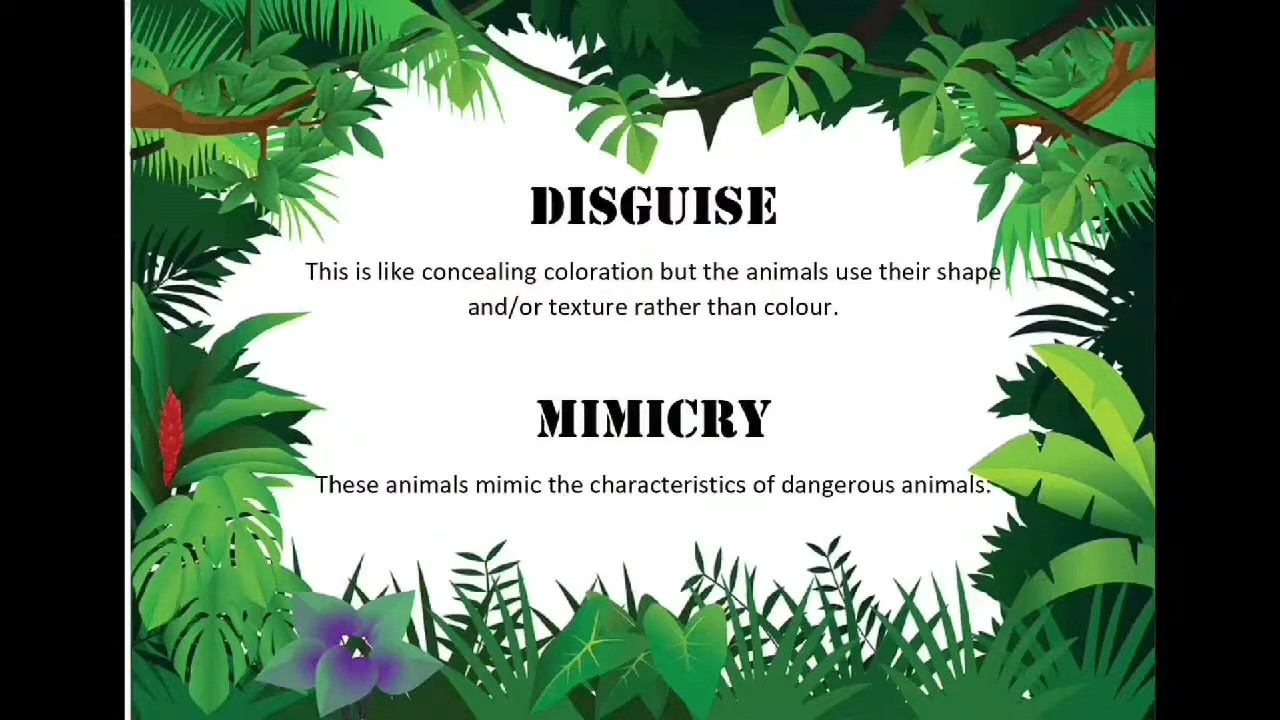 DISGUISE
This is like concealing coloration but the animals use their shape
and/or texture rather than colour.
MIMICRY
These animals mimic the characteristics of dangerous animals.